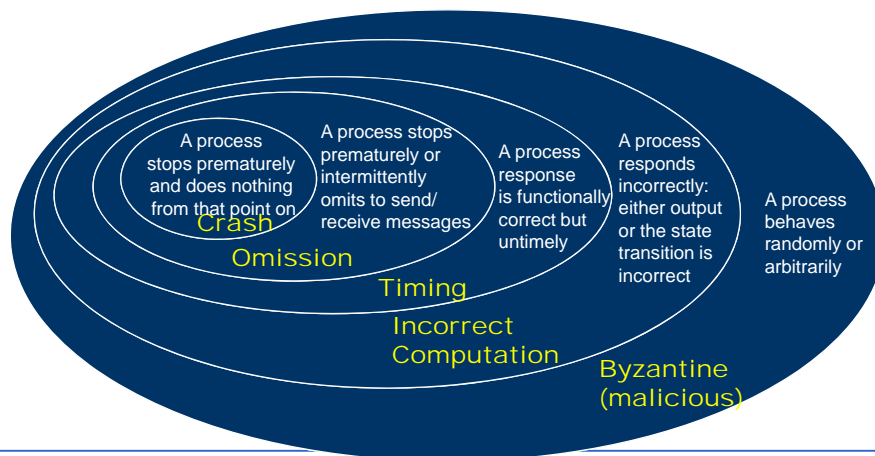 A process
stops prematurely
and does nothing
from that point on
Crash
A process stops
prematurely or
intermittently
omits to send/
receive messages
Omission
A process
response
is functionally
correct but
untimely
Timing
A process
responds
incorrectly:
either output
or the state
transition is
incorrect
Incorrect
Computation
A process
behaves
randomly or
arbitrarily
Byzantine
(malicious)